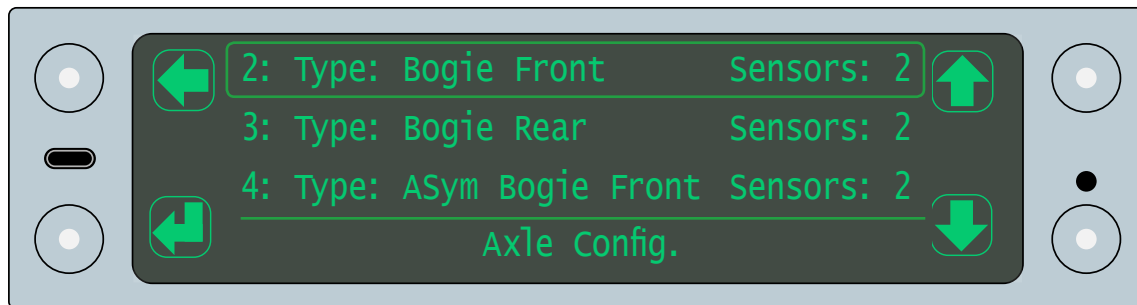 2: Type: Bogie Front Sensors: 2
3: Type: Bogie Rear Sensors: 2
4: Type: ASym Bogie Front Sensors: 2
Axle Config.